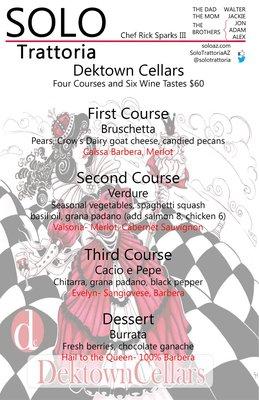 SOLO
Trattoria
Chef Rick Sparks III
THE DAD WALTER
THE MOM JACKIE
THE BROTHERS { JON
ADAM
ALEX
soloaz.com
SoloTrattoriaAZ
@solotrattoria
Dektown Cellars
Four Courses and Six Wine Tastes $60
First Course
Bruschetta
Pears, Crow's Dairy goat cheese, candied pecans
Caissa Barbera, Merlot
Second Course
Verdure
Seasonal vegetables, spaghetti squash
basil oil, grana padano (add salmon 8, chicken 6)
Valsona- Merlot, Cabernet Sauvignon
Third Course
Cacio e Pepe
Chitarra, grana padano, black pepper
Evelyn- Sangiovese, Barbera
Dessert
Burrata
Fresh berries, chocolate ganache
Hail to the Queen- 100% Barbera
d
DektownCellars